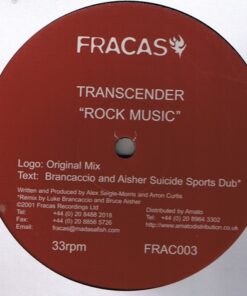 FRACAS
TRANSCENDER
"ROCK MUSIC"
Logo: Original Mix
Text: Brancaccio and Aisher Suicide Sports Dub*
Written and Produced by Alex Seigle-Morris and Arron Curtis
*Remix by Luke Brancaccio and Bruce Aisher
©2001 Fracas Recordings Ltd
Tel: +44 (0) 20 8488 2018
Fax: +44 (0) 20 8856 5726
Email: fracas@madasafish.com
Distributed by Amato
Tel: +44 (0) 20 8964 3302
www.amatodistribution.co.uk
33rpm
FRAC003